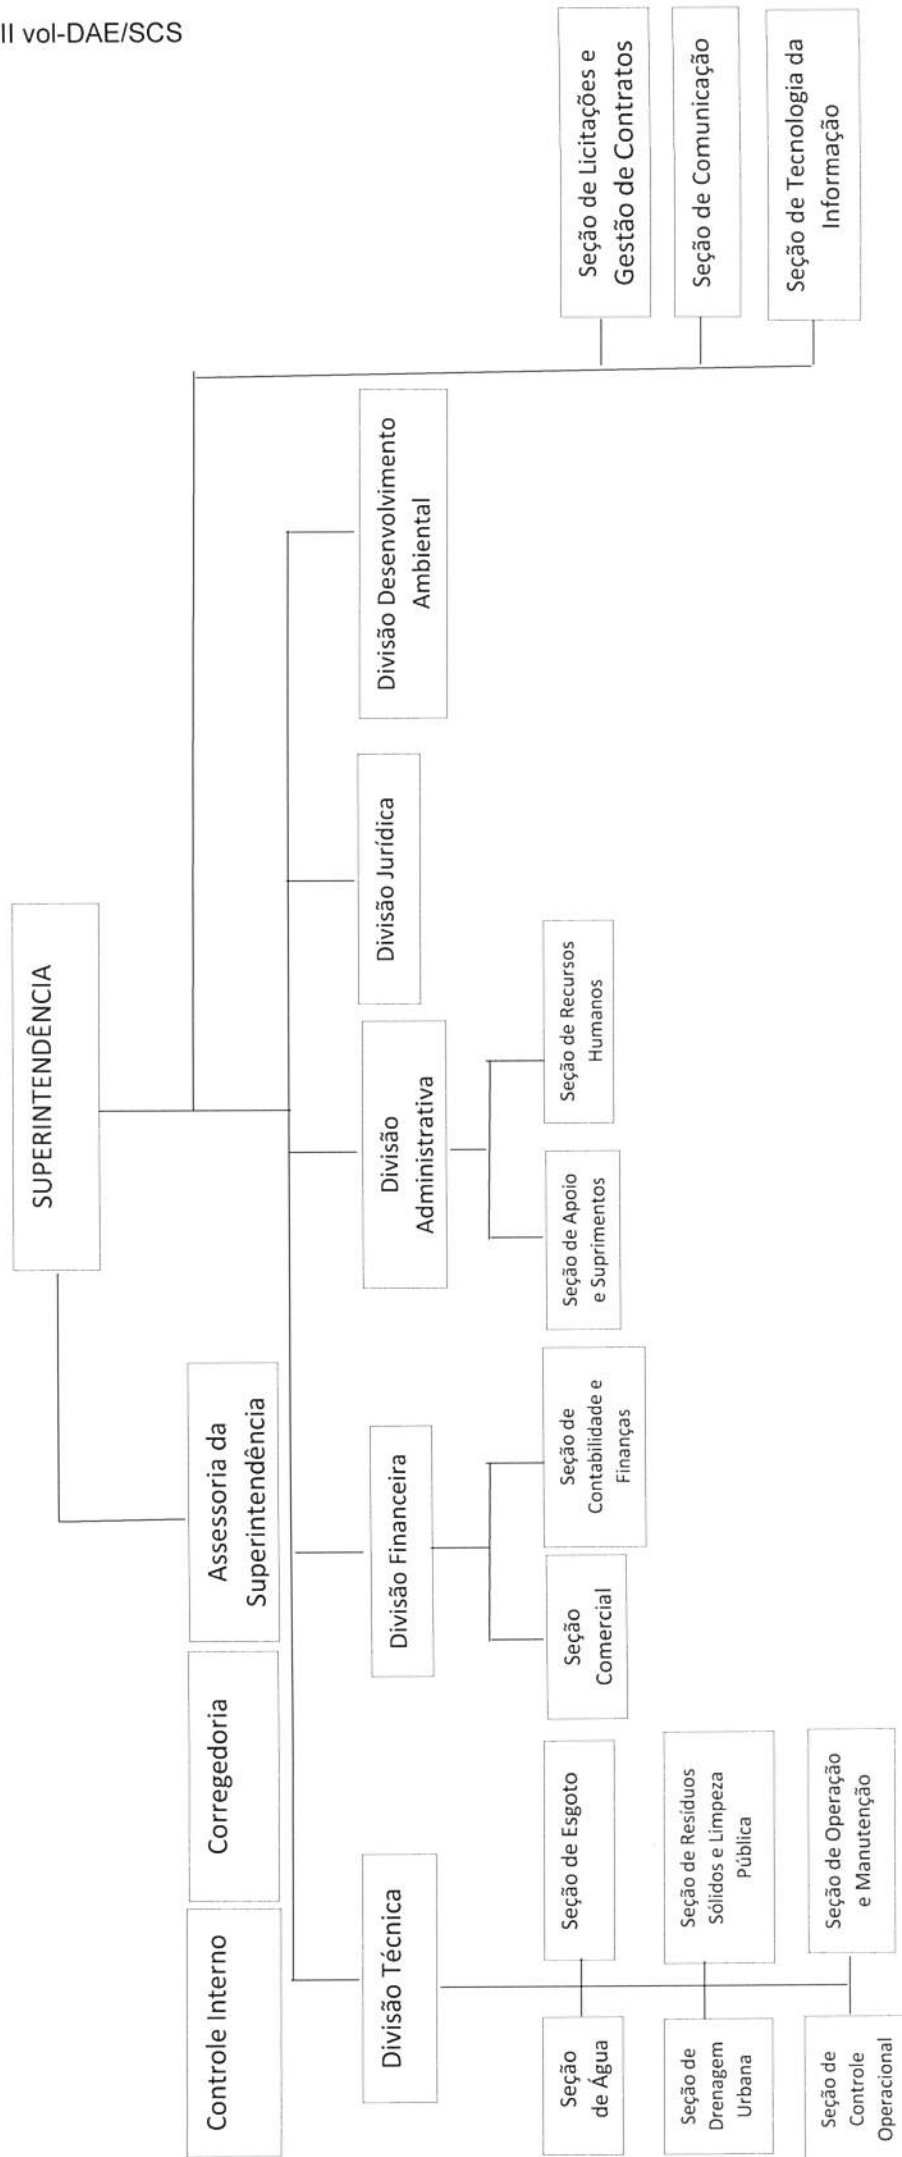 II vol-DAE/SCS
SUPERINTENDÊNCIA
Controle Interno
Corregedoria
Assessoria da
Superintendência
Divisão Técnica
Divisão Financeira
Divisão
Administrativa
Divisão Jurídica
Divisão Desenvolvimento
Ambiental
Seção
de Água
Seção de Esgoto
Seção de
Drenagem
Urbana
Seção de Resíduos
Sólidos e Limpeza
Pública
Seção de
Controle
Operacional
Seção de Operação
e Manutenção
Seção
Comercial
Seção de
Contabilidade e
Finanças
Seção de Apoio
e Suprimentos
Seção de Recursos
Humanos
Seção de Licitações e
Gestão de Contratos
Seção de Comunicação
Seção de Tecnologia da
Informação